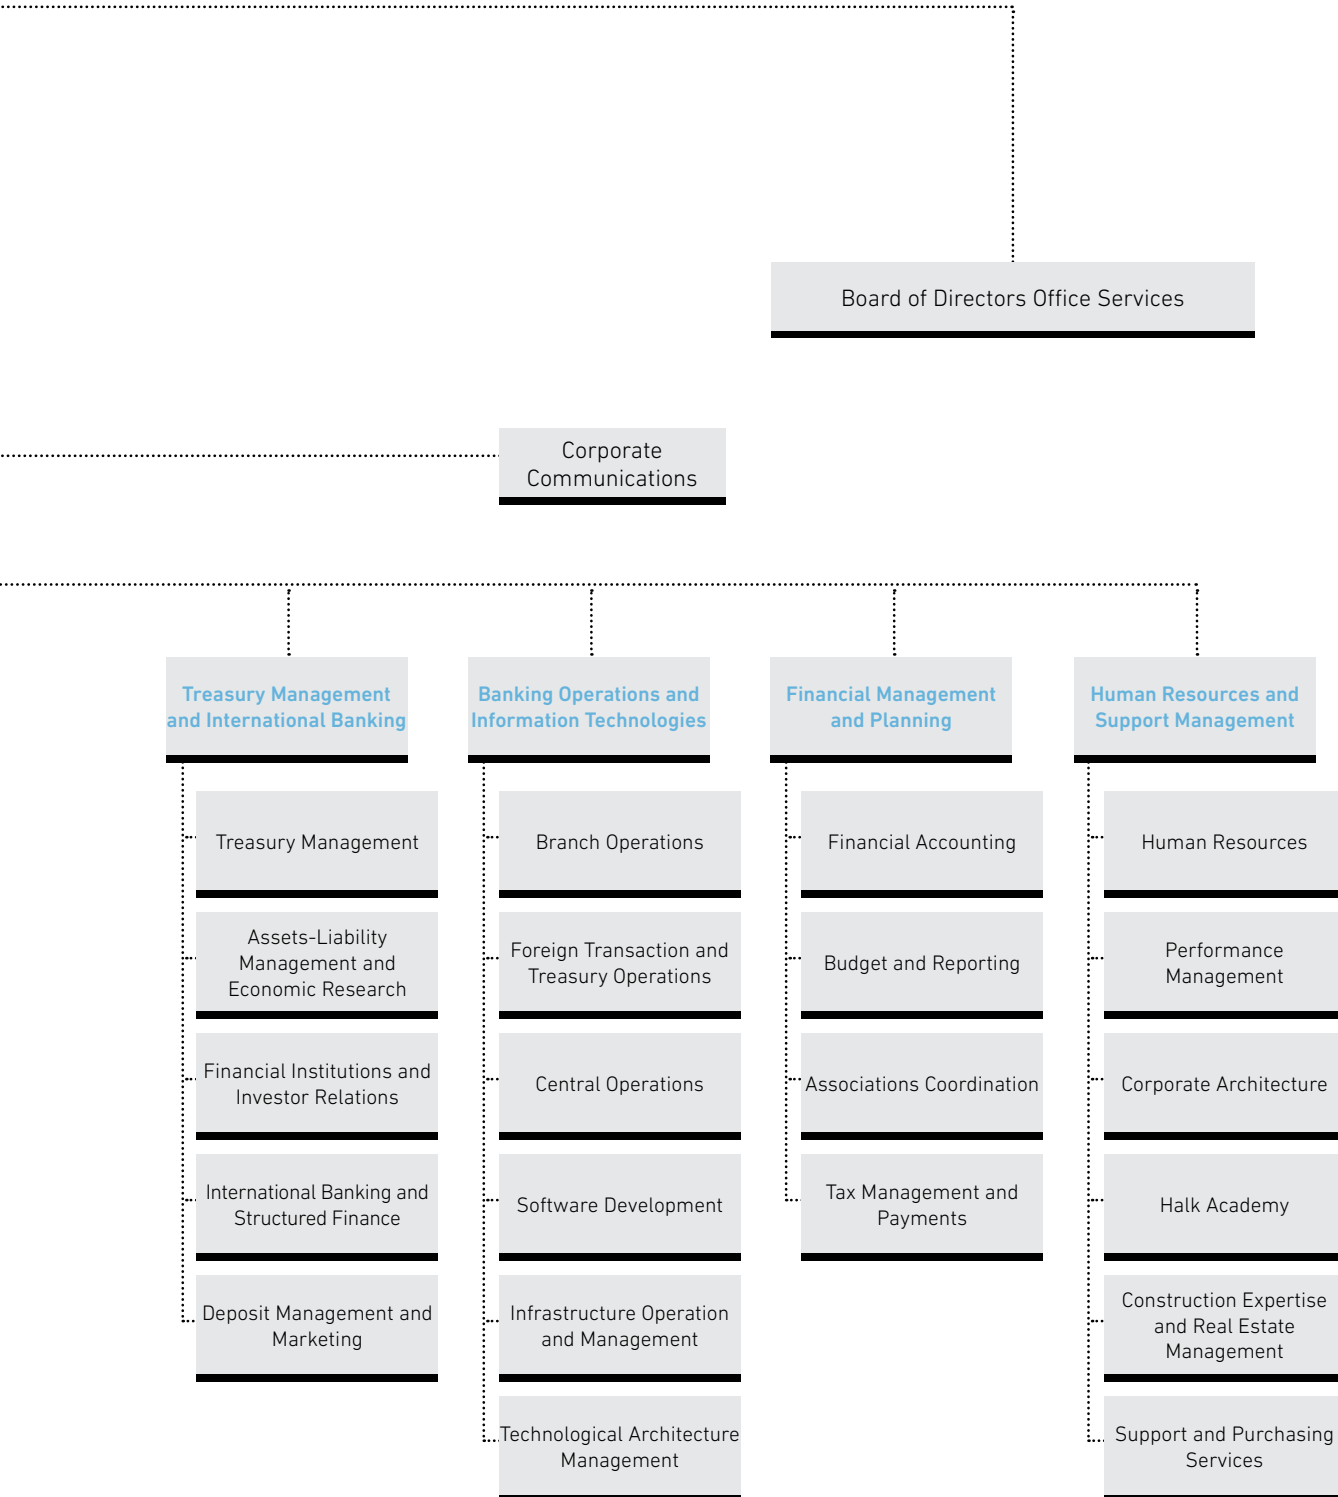 Board of Directors Office Services
Corporate
Communications
Treasury Management
and International Banking
Treasury Management
Assets-Liability
Management and
Economic Research
Financial Institutions and
Investor Relations
International Banking and
Structured Finance
Deposit Management and
Marketing
Banking Operations and
Information Technologies
Branch Operations
Foreign Transaction and
Treasury Operations
Central Operations
Software Development
Infrastructure Operation
and Management
Technological Architecture
Management
Financial Management
and Planning
Financial Accounting
Budget and Reporting
Associations Coordination
Tax Management and
Payments
Human Resources and
Support Management
Human Resources
Performance
Management
Corporate Architecture
Halk Academy
Construction Expertise
and Real Estate
Management
Support and Purchasing
Services